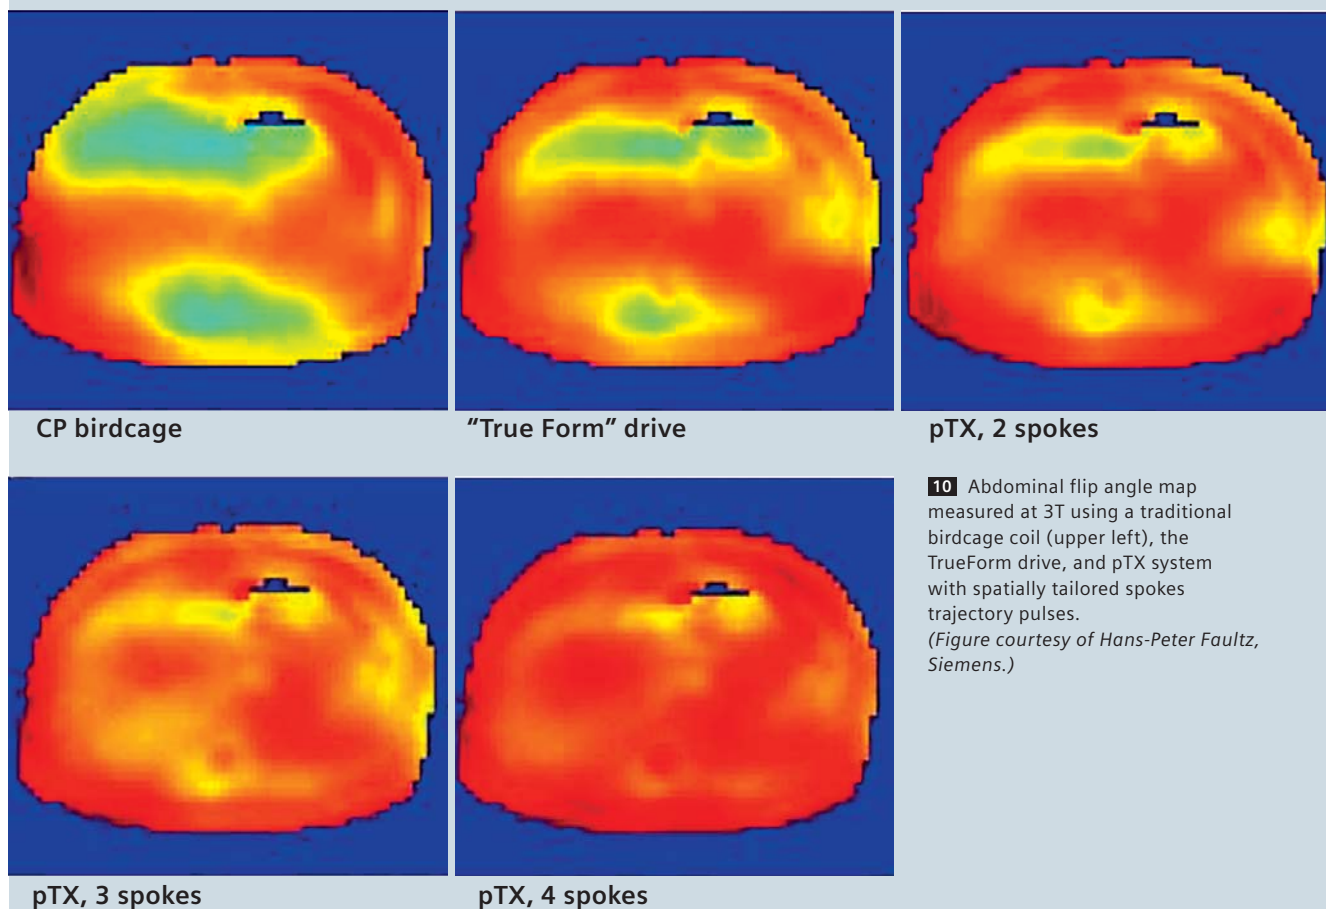 CP birdcage
“True Form” drive
pTX, 2 spokes
10 Abdominal flip angle map
measured at 3T using a traditional
birdcage coil (upper left), the
TrueForm drive, and pTX system
with spatially tailored spokes
trajectory pulses.
(Figure courtesy of Hans-Peter Faultz,
Siemens.)
pTX, 3 spokes
pTX, 4 spokes